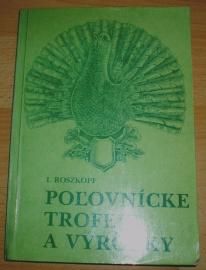 I. ROSZKOPF
POĽOVNÍCKE
TROFEJE
A VÝROBKY